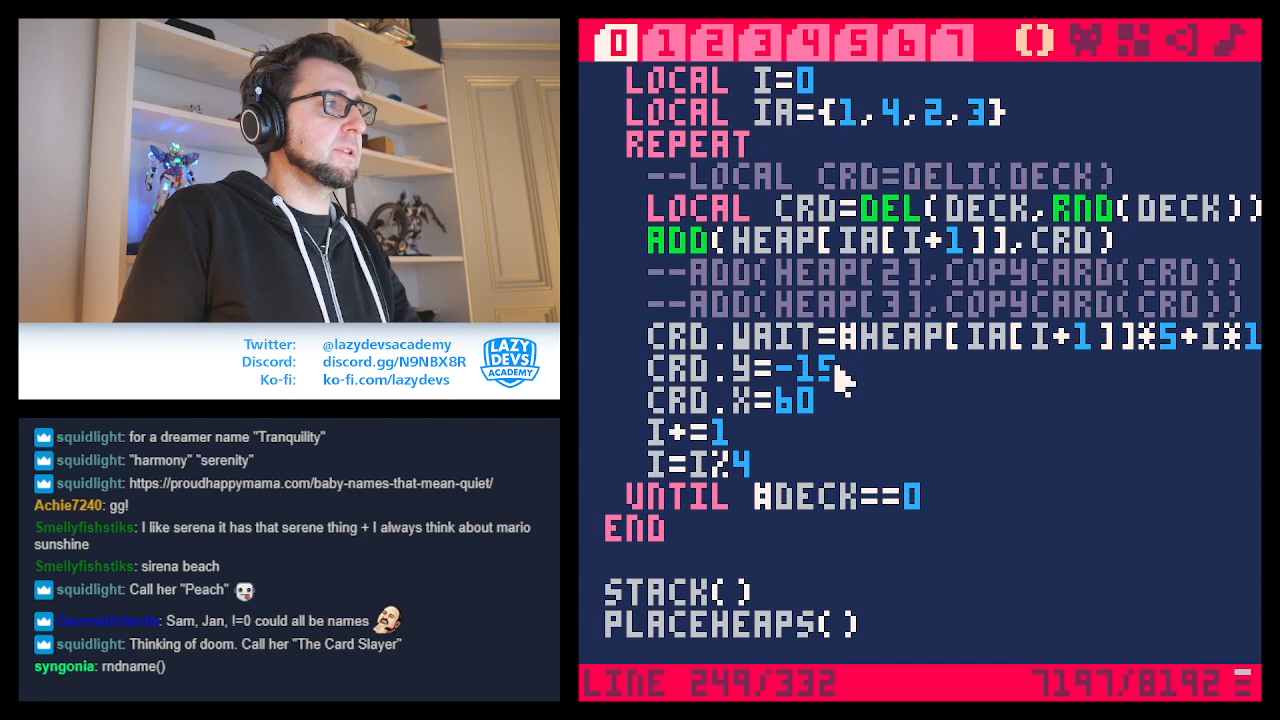 Twitter: @lazydevsacademy
Discord: discord.gg/N9NBX8R
Ko-fi: ko-fi.com/lazydevs
LAZY
DEVS
ACADEMY
squidlight: for a dreamer name "Tranquility"
squidlight: "harmony" "serenity"
squidlight: https://proudhappymama.com/baby-names-that-mean-quiet/
Achie7240: gg!
Smellyfishstiks: I like serena it has that serene thing + I always think about mario
sunshine
Smellyfishstiks: sirena beach
squidlight: Call her "Peach"
Sam, Jan, !=0 could all be names
squidlight: Thinking of doom. Call her "The Card Slayer"
syngonia: rndname()
0 1 2 3 4 5 6 7
LOCAL I=0
LOCAL IA={1,4,2,3}
REPEAT
--LOCAL CRD=DELI(DECK)
LOCAL CRD=DEL(DECK,RND(DECK))
ADD(HEAP[IA[I+1]],CRD)
--ADD(HEAP[2],COPYCARD(CRD))
--ADD(HEAP[3],COPYCARD(CRD))
CRD.WAIT=#HEAP[IA[I+1]]*5+I*1
CRD.Y=-15
CRD.X=60
I+=1
I=I%4
UNTIL #DECK==0
END
STACK()
PLACEHEAPS()
LINE 249/332 7197/8192